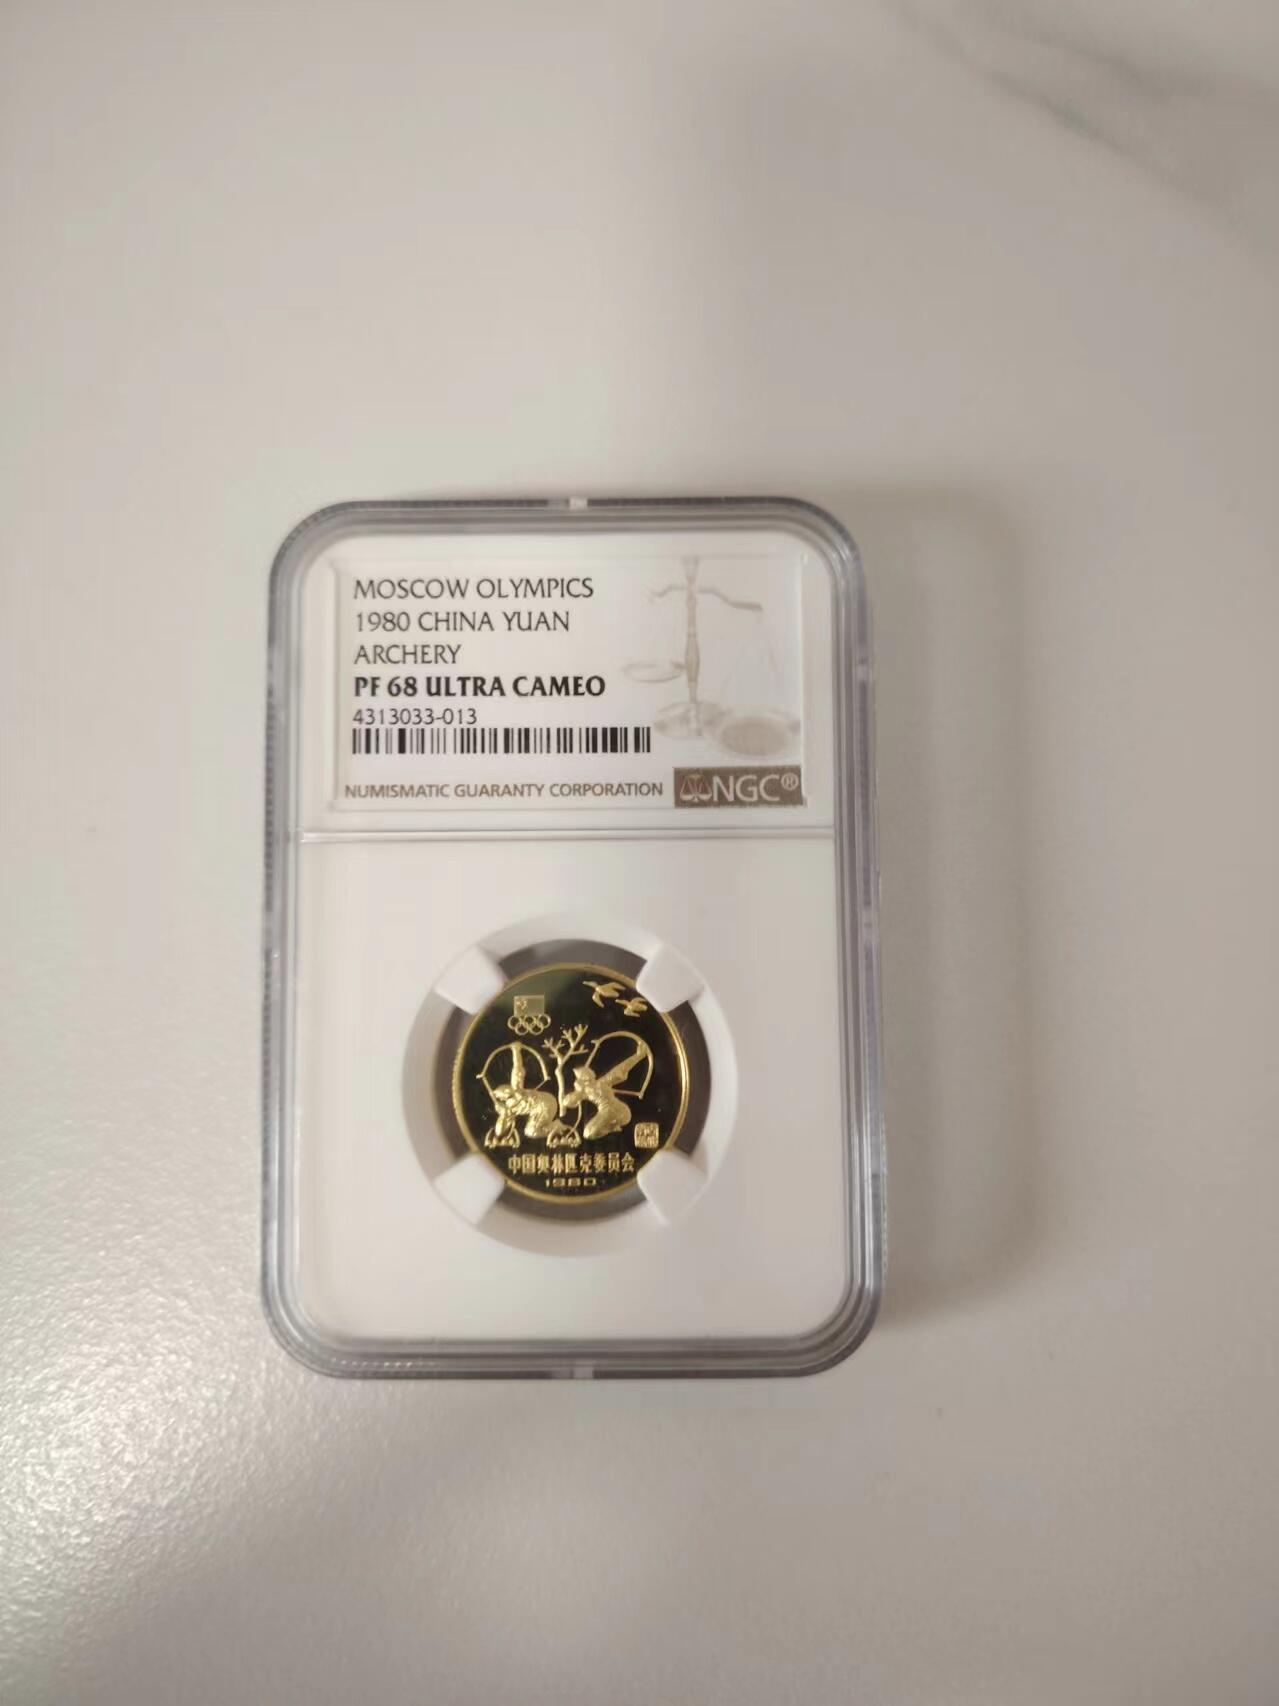 MOSCOW OLYMPICS
1980 CHINA YUAN
ARCHERY
PF 68 ULTRA CAMEO
4313033-013
NUMISMATIC GUARANTY CORPORATION NGC®
中国奥林匹克委员会
1980